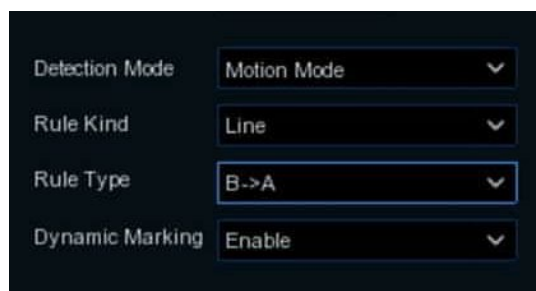 Detection Mode Motion Mode
Rule Kind Line
Rule Type B->A
Dynamic Marking Enable